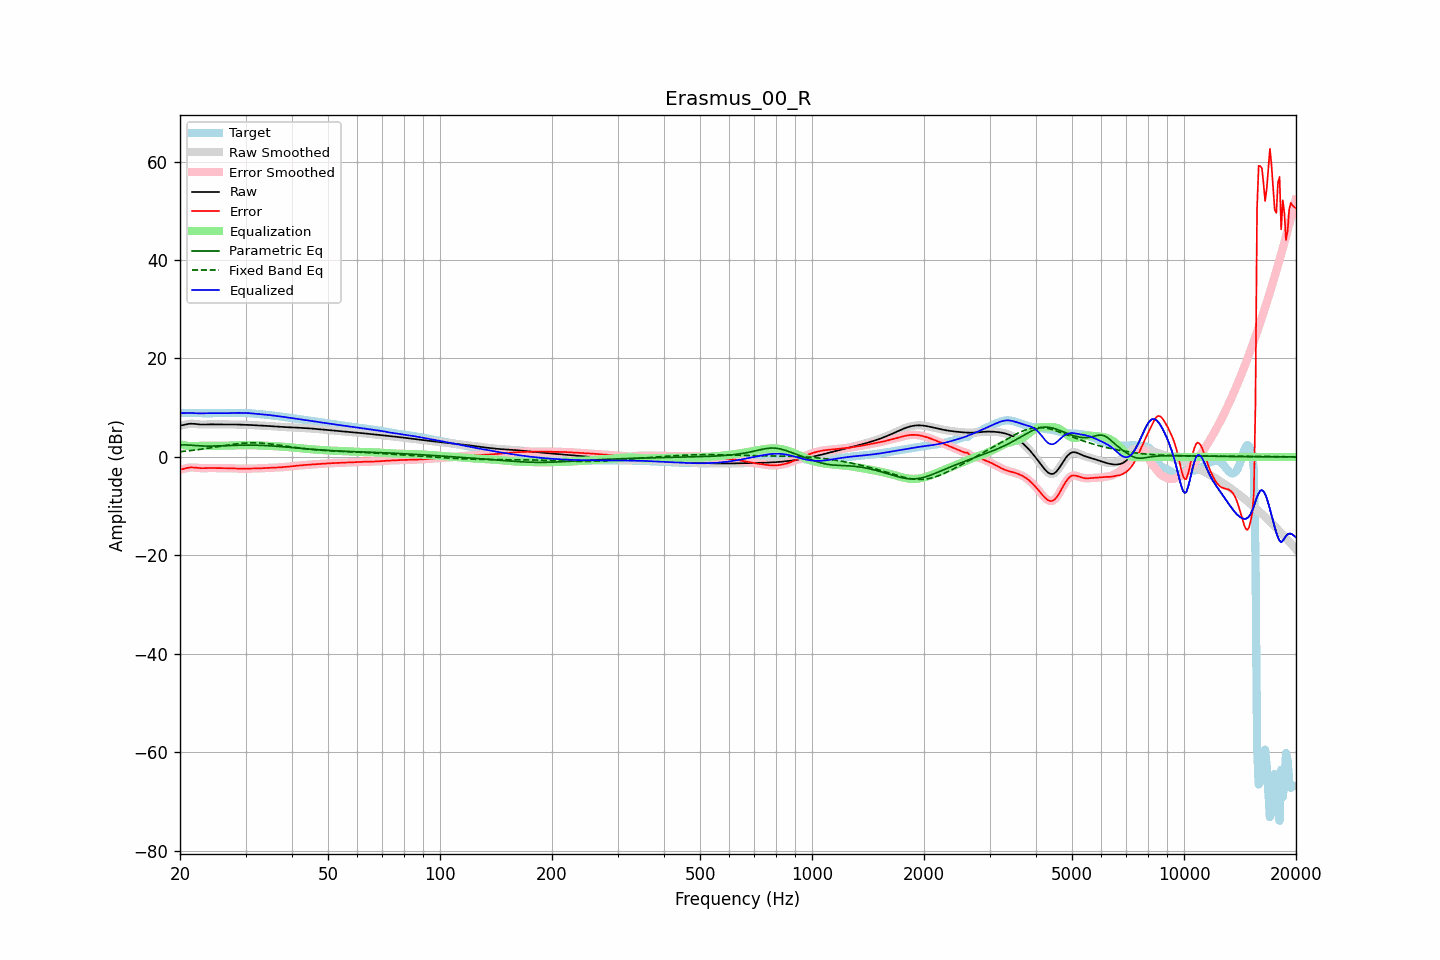 Erasmus_00_R
Target
Raw Smoothed
Error Smoothed
Raw
Error
Equalization
Parametric Eq
Fixed Band Eq
Equalized
Amplitude (dBr)
60
40
20
0
−20
−40
−60
−80
20 50 100 200 500 1000 2000 5000 10000 20000
Frequency (Hz)